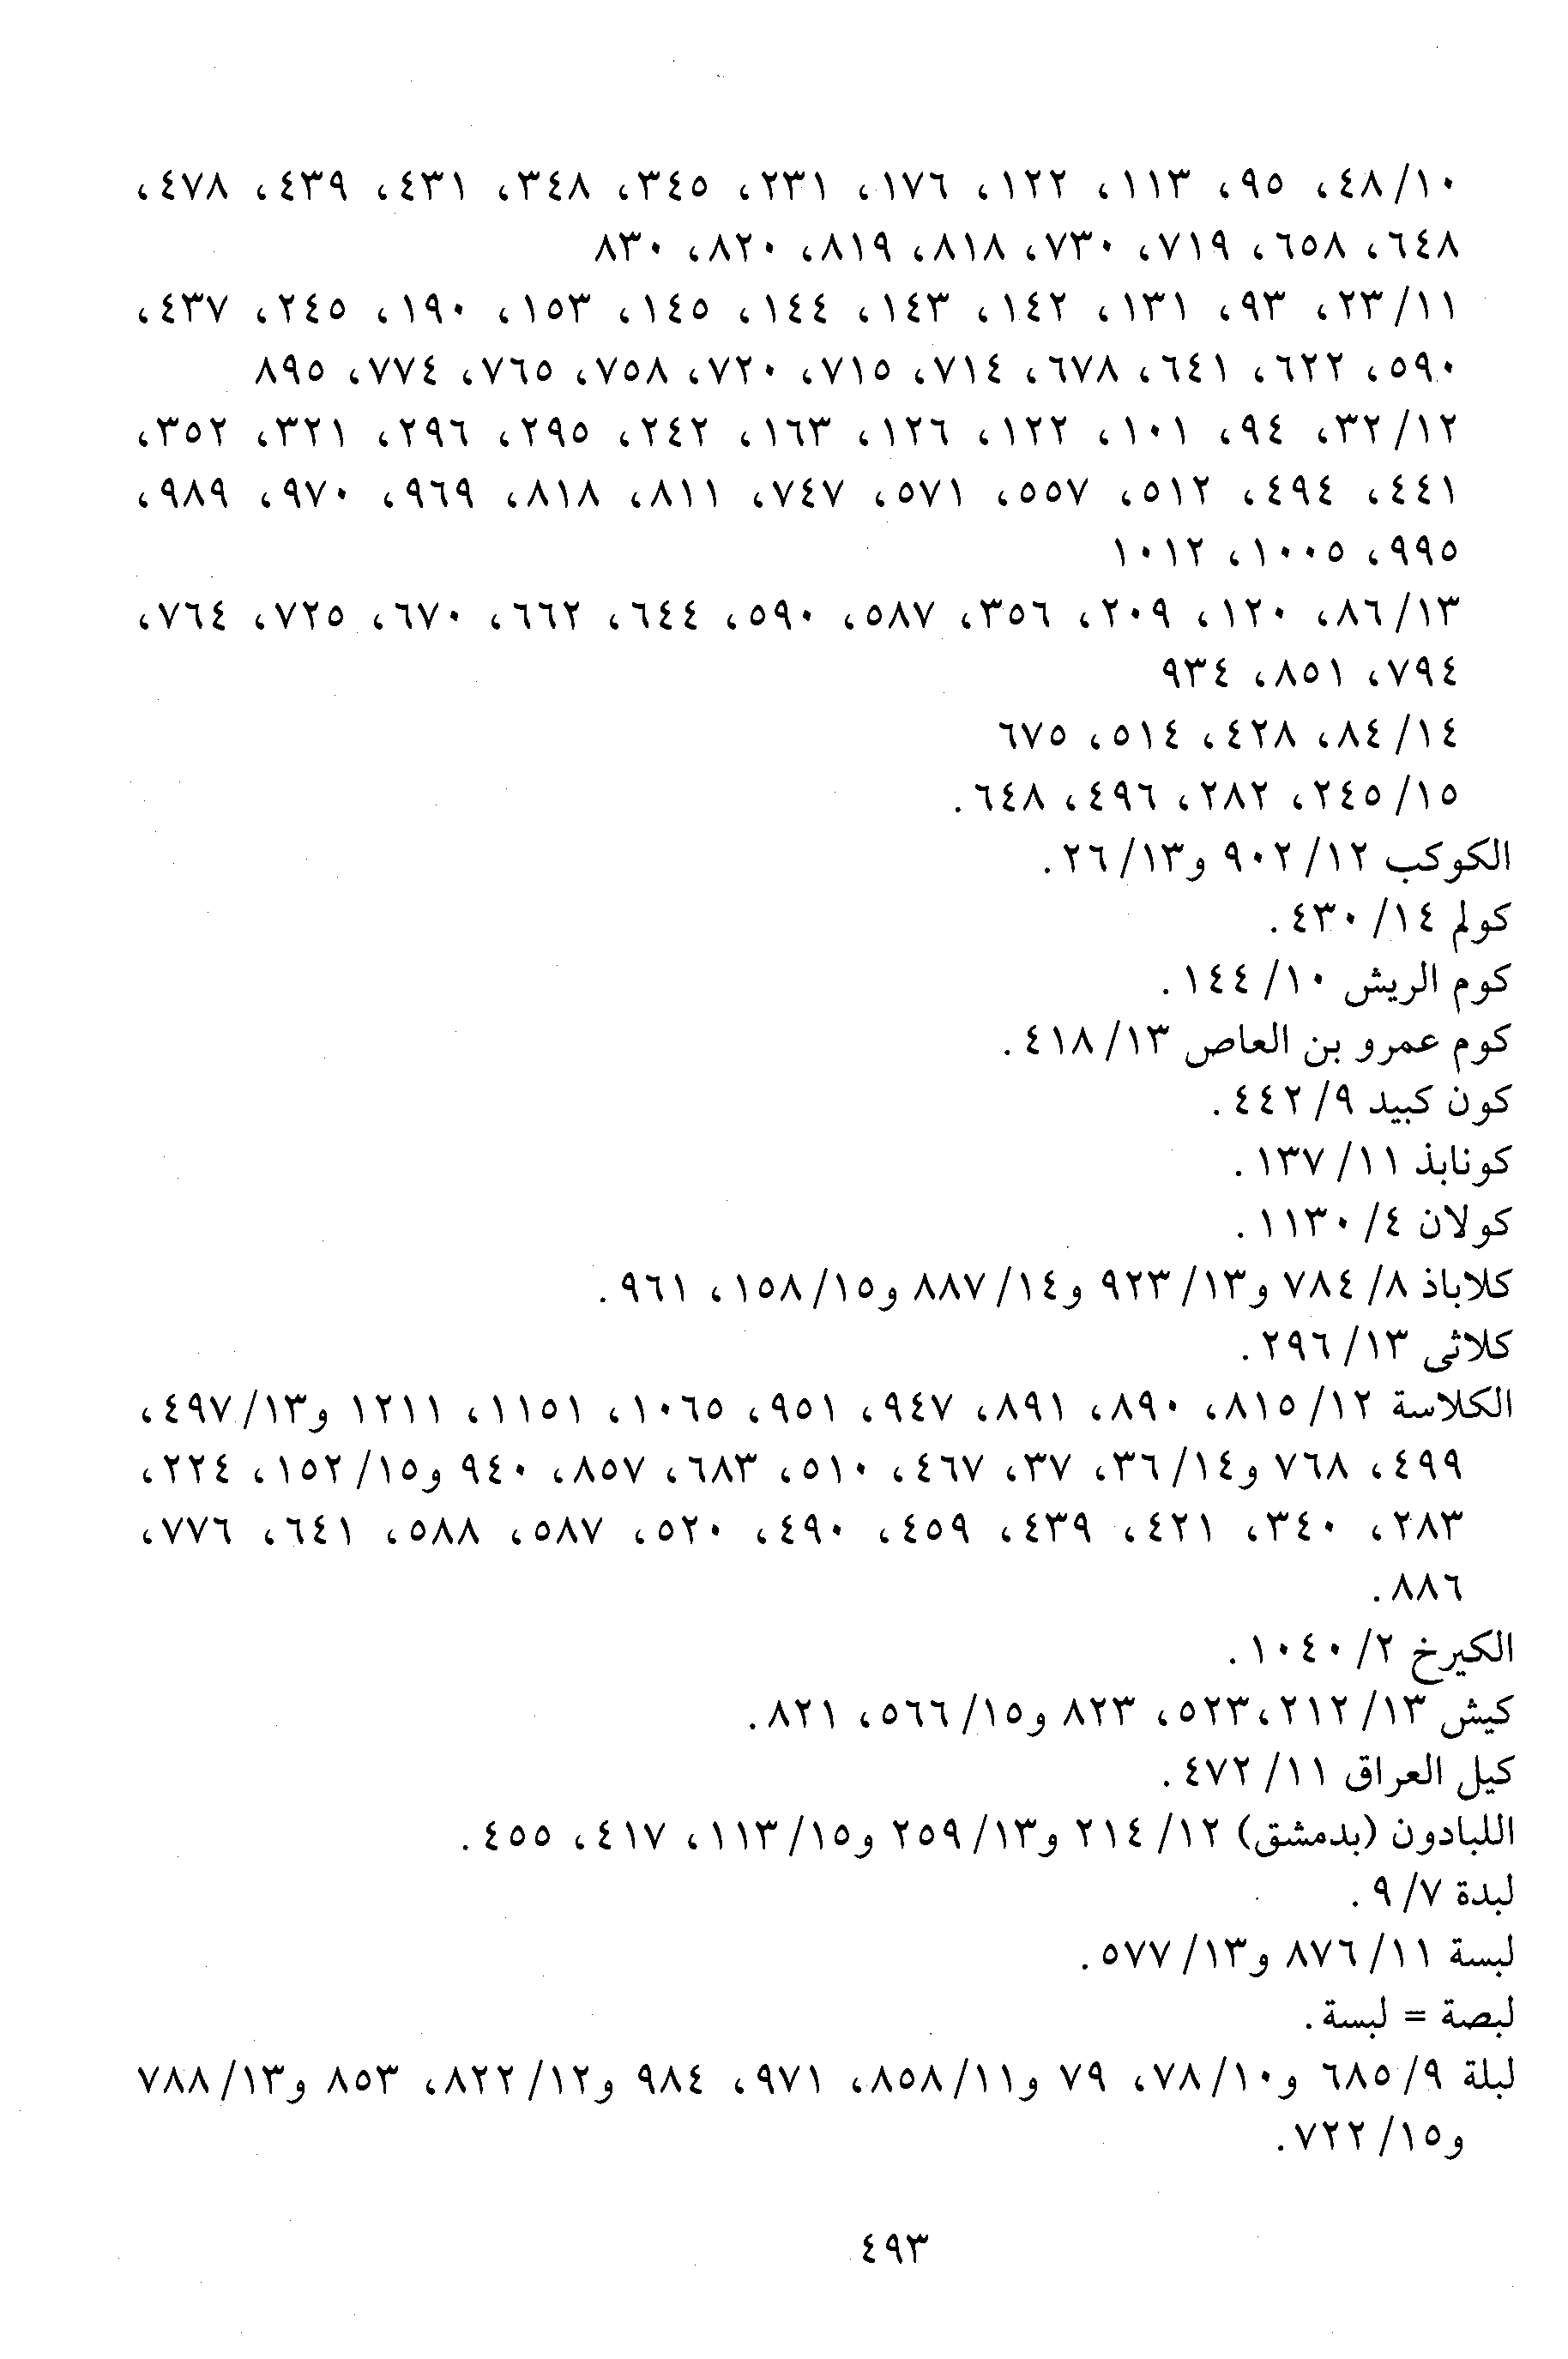 ١٠/ ٤٨، ٩٥، ١١٣، ١٢٢، ١٧٦، ٢٣١، ٣٤٥، ٣٤٨، ٤٣١، ٤٣٩، ٤٧٨،
٦٤٨، ٦٥٨، ٧١٩، ٧٣٠، ٨١٨، ٨١٩، ٨٢٠، ٨٣٠
١١/ ٢٣، ٩٣، ١٣١، ١٤٢، ١٤٣، ١٤٤، ١٤٥، ١٥٣، ١٩٠، ٢٤٥، ٤٣٧،
٥٩٠، ٦٢٢، ٦٤١، ٦٧٨، ٧١٤، ٧١٥، ٧٢٠، ٧٥٨، ٧٦٥، ٧٧٤، ٨٩٥
١٢/ ٣٢، ٩٤، ١٠١، ١٢٢، ١٢٦، ١٦٣، ٢٤٢، ٢٩٥، ٢٩٦، ٣٢١، ٣٥٢،
٤٤١، ٤٩٤، ٥١٢، ٥٥٧، ٥٧١، ٧٤٧، ٨١١، ٨١٨، ٩٦٩، ٩٧٠، ٩٨٩،
٩٩٥، ١٠٠٥، ١٠١٢
١٣/ ٨٦، ١٢٠، ٢٠٩، ٣٥٦، ٥٨٧، ٥٩٠، ٦٤٤، ٦٦٢، ٦٧٠، ٧٢٥، ٧٦٤،
٧٩٤، ٨٥١، ٩٣٤
١٤/ ٨٤، ٤٢٨، ٥١٤، ٦٧٥
١٥/ ٢٤٥، ٢٨٢، ٤٩٦، ٦٤٨.
الكوكب ١٢/ ٩٠٢ و١٣/ ٢٦.
كولم ١٤/ ٤٣٠.
كوم الريش ١٠/ ١٤٤.
كوم عمرو بن العاص ١٣/ ٤١٨.
كون كبيد ٩/ ٤٤٢.
كونابذ ١١/ ١٣٧.
كولان ٤/ ١١٣٠.
كلاباذ ٨/ ٧٨٤ و١٣/ ٩٢٣ و١٤/ ٨٨٧ و١٥/ ١٥٨، ٩٦١.
كلاثى ١٣/ ٢٩٦.
الكلاسة ١٢/ ٨١٥، ٨٩٠، ٨٩١، ٩٤٧، ٩٥١، ١٠٦٥، ١١٥١، ١٢١١ و١٣/ ٤٩٧،
٤٩٩، ٧٦٨ و١٤/ ٣٦، ٣٧، ٤٦٧، ٥١٠، ٦٨٣، ٨٥٧، ٩٤٠ و١٥/ ١٥٢، ٢٢٤،
٢٨٣، ٣٤٠، ٤٢١، ٤٣٩، ٤٥٩، ٤٩٠، ٥٢٠، ٥٨٧، ٥٨٨، ٦٤١، ٧٧٦،
٨٨٦.
الكيرخ ٢/ ١٠٤٠.
كيش ١٣/ ٢١٢، ٥٢٣، ٨٢٣ و١٥/ ٥٦٦، ٨٢١.
كيل العراق ١١/ ٤٧٢.
اللبادون (بدمشق) ١٢/ ٢١٤ و١٣/ ٢٥٩ و١٥/ ١١٣، ٤١٧، ٤٥٥.
لبدة ٧/ ٩.
لبسة ١١/ ٨٧٦ و١٣/ ٥٧٧.
لبصة = لبسة.
لبلة ٩/ ٦٨٥ و١٠/ ٧٨، ٧٩ و١١/ ٨٥٨، ٩٧١، ٩٨٤ و١٢/ ٨٢٢، ٨٥٣ و١٣/ ٧٨٨
و١٥/ ٧٢٢.
٤٩٣